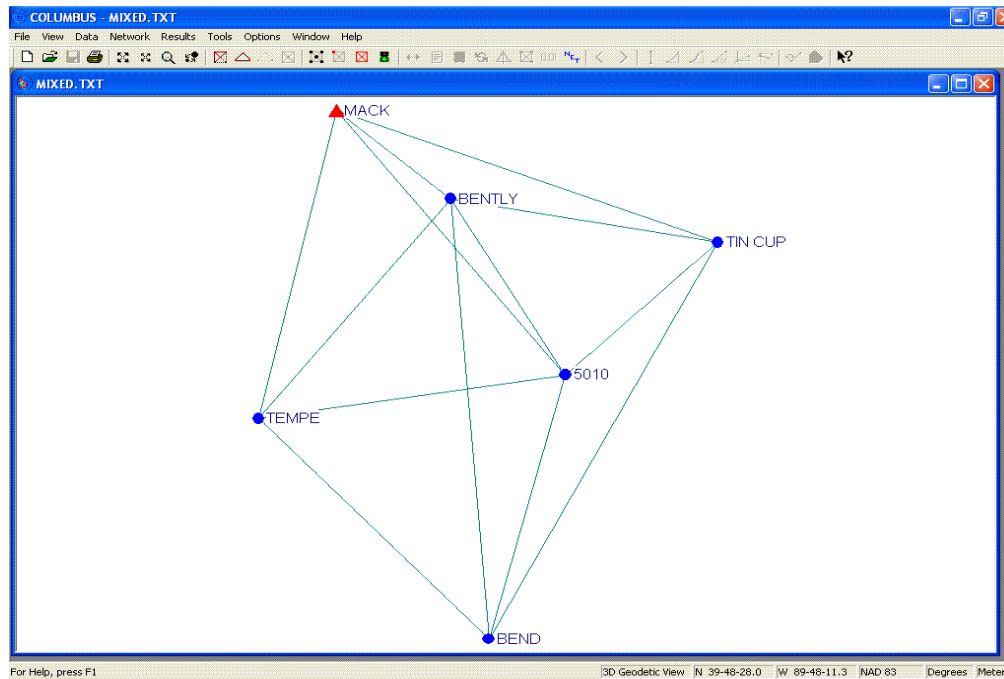 COLUMBUS - MIXED.TXT
File View Data Network Results Tools Options Window Help
MIXED.TXT
MACK
BENTLY
TIN CUP
5010
TEMPE
BEND
For Help, press F1 3D Geodetic View N 39-48-28.0 W 89-48-11.3 NAD 83 Degrees Meter